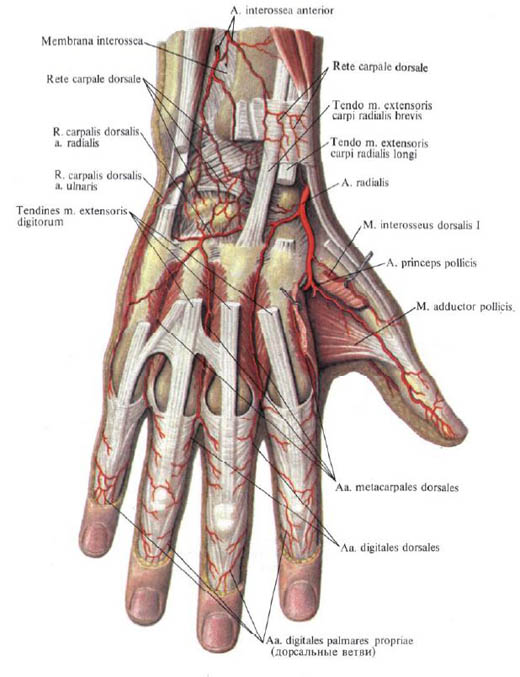 A. interossea anterior
Membrana interossea
Rete carpale dorsale
R. carpalis dorsalis
a. radialis
R. carpalis dorsalis
a. ulnaris
Tendines m. extensoris
digitorum
Rete carpale dorsale
Tendo m. extensoris
carpi radialis brevis
Tendo m. extensoris
carpi radialis longi
A. radialis
M. interosseus dorsalis I
A. princeps pollicis
M. adductor pollicis.
Aa. metacarpales dorsales
Aa. digitales dorsales
Aa. digitales palmares propriae
(дорсальные ветви)